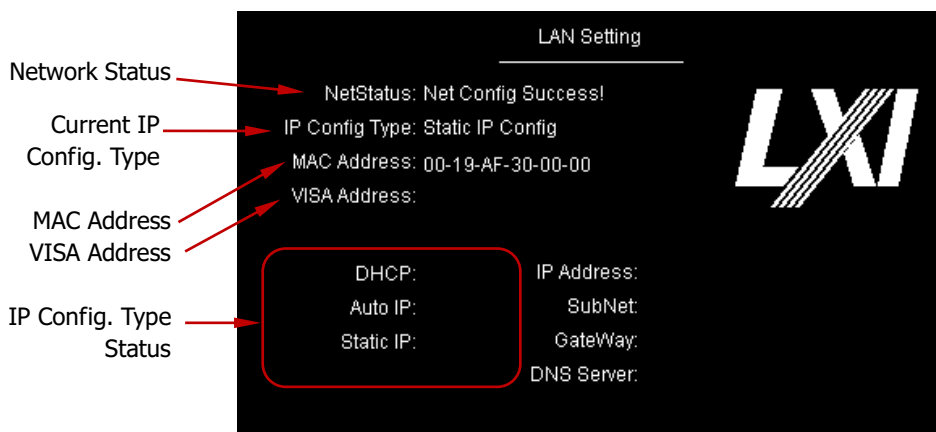 LAN Setting
Network Status
NetStatus: Net Config Success!
Current IP
Config. Type
IP Config Type: Static IP Config
MAC Address: 00-19-AF-30-00-00
VISA Address:
LXI
MAC Address
VISA Address
IP Config. Type
Status
DHCP:
Auto IP:
Static IP:
IP Address:
SubNet:
GateWay:
DNS Server: